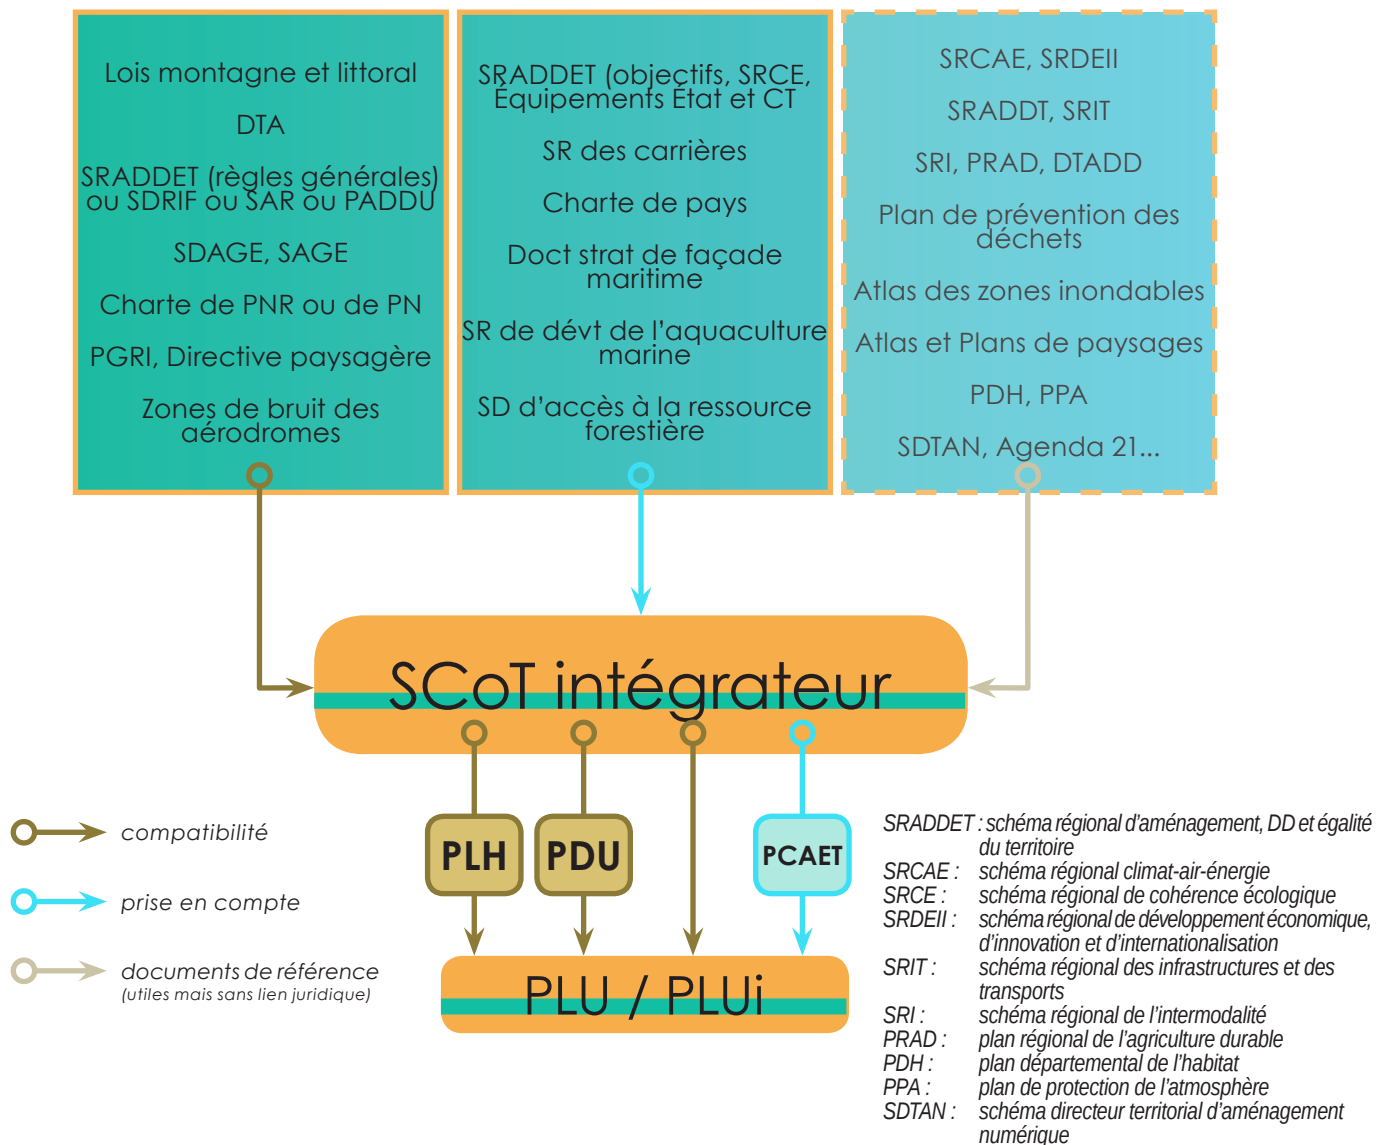 Lois montagne et littoral
DTA
SRADDET (règles générales)
ou SDRIF ou SAR ou PADDU
SDAGE, SAGE
Charte de PNR ou de PN
PGRI, Directive paysagère
Zones de bruit des
aérodromes
SRADDET (objectifs, SRCE,
Équipements État et CT
SR des carrières
Charte de pays
Doct strat de façade
maritime
SR de dévt de l’aquaculture
marine
SD d’accès à la ressource
forestière
SRCAE, SRDEII
SRADDT, SRIT
SRI, PRAD, DTADD
Plan de prévention des
déchets
Atlas des zones inondables
Atlas et Plans de paysages
PDH, PPA
SDTAN, Agenda 21...
SCoT intégrateur
PLH
PDU
PCAET
PLU / PLUi
compatibilité
prise en compte
documents de référence
(utiles mais sans lien juridique)
SRADDET : schéma régional d’aménagement, DD et égalité
du territoire
SRCAE : schéma régional climat-air-énergie
SRCE : schéma régional de cohérence écologique
SRDEII : schéma régional de développement économique,
d’innovation et d’internationalisation
SRIT : schéma régional des infrastructures et des
transports
SRI : schéma régional de l’intermodalité
PRAD : plan régional de l’agriculture durable
PDH : plan départemental de l’habitat
PPA : plan de protection de l’atmosphère
SDTAN : schéma directeur territorial d’aménagement
numérique